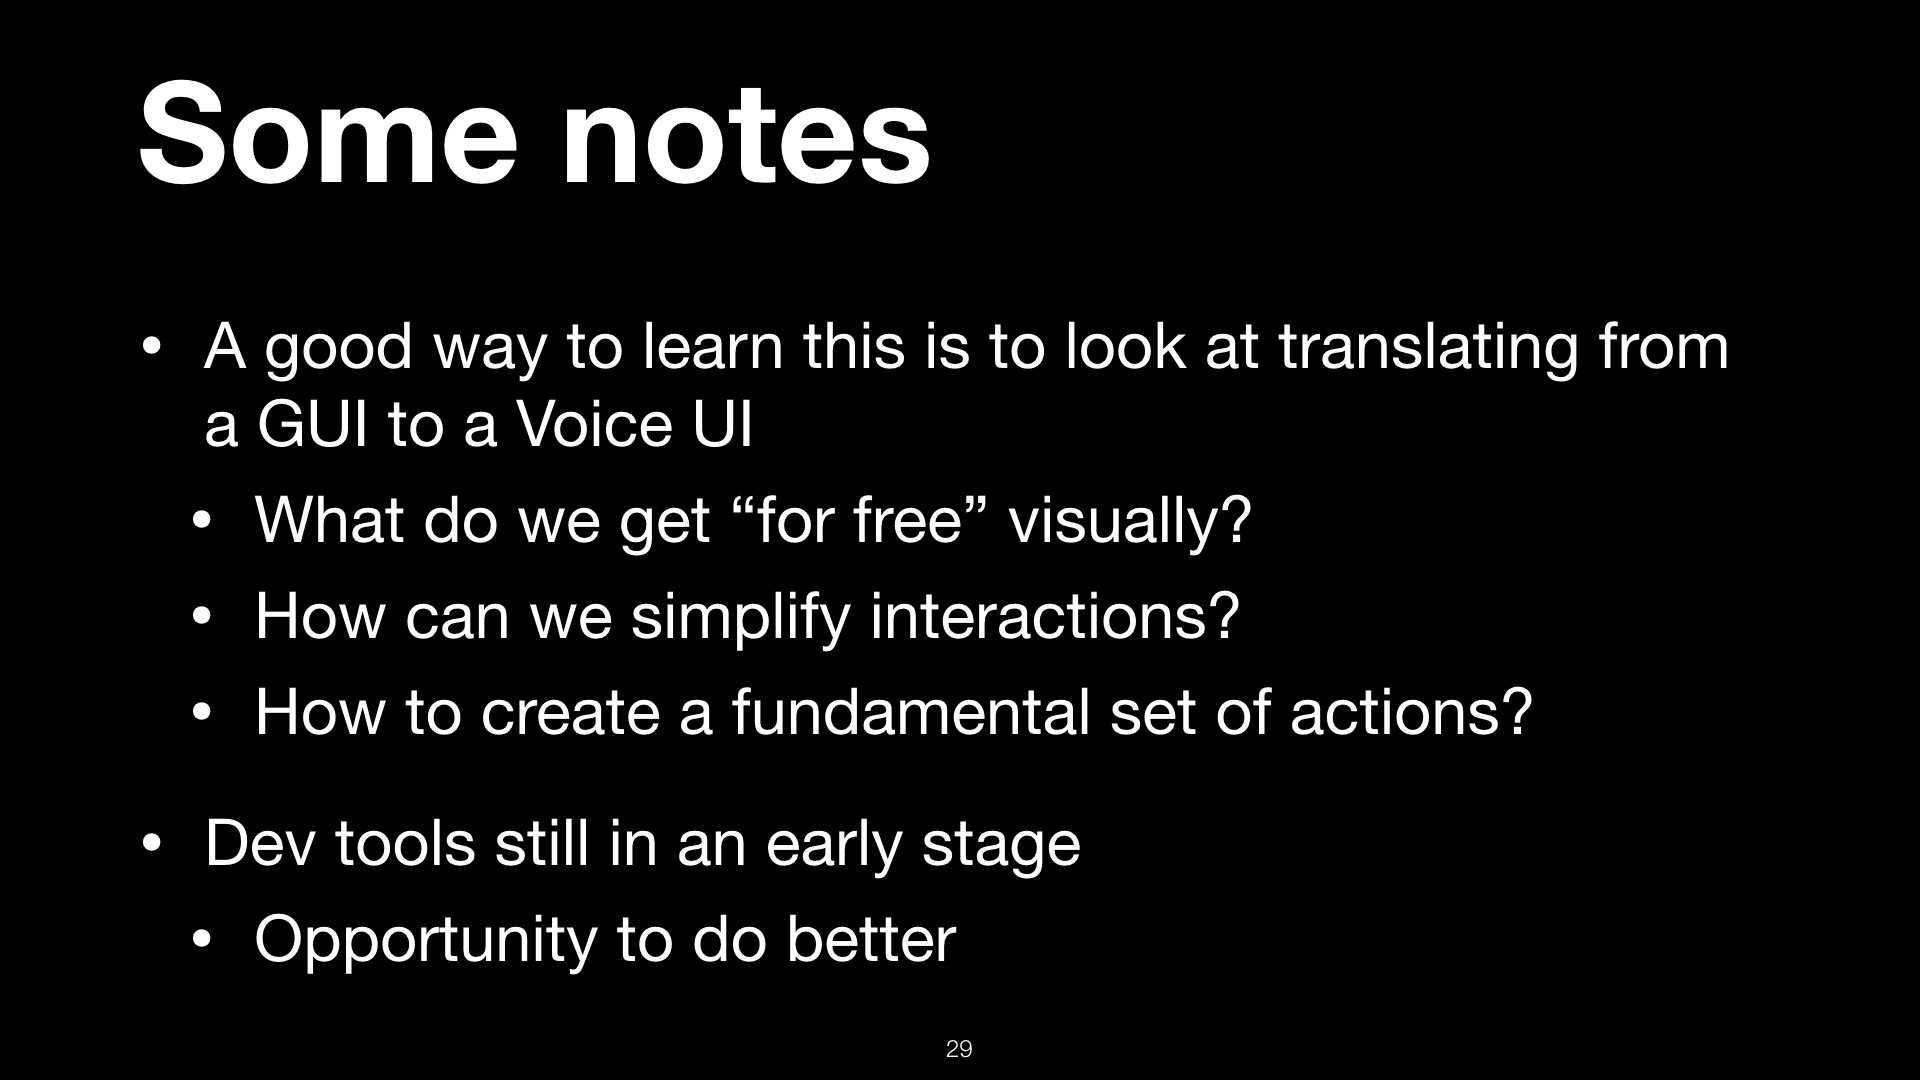 Some notes
• A good way to learn this is to look at translating from
a GUI to a Voice UI
• What do we get “for free” visually?
• How can we simplify interactions?
• How to create a fundamental set of actions?
• Dev tools still in an early stage
• Opportunity to do better
29